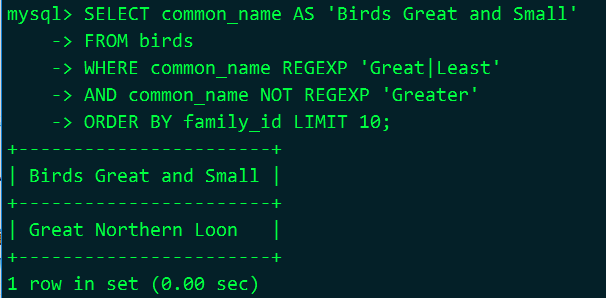 mysql> SELECT common_name AS 'Birds Great and Small'
    -> FROM birds
    -> WHERE common_name REGEXP 'Great|Least'
    -> AND common_name NOT REGEXP 'Greater'
    -> ORDER BY family_id LIMIT 10;
+-----------------------+
| Birds Great and Small |
+-----------------------+
| Great Northern Loon   |
+-----------------------+
1 row in set (0.00 sec)